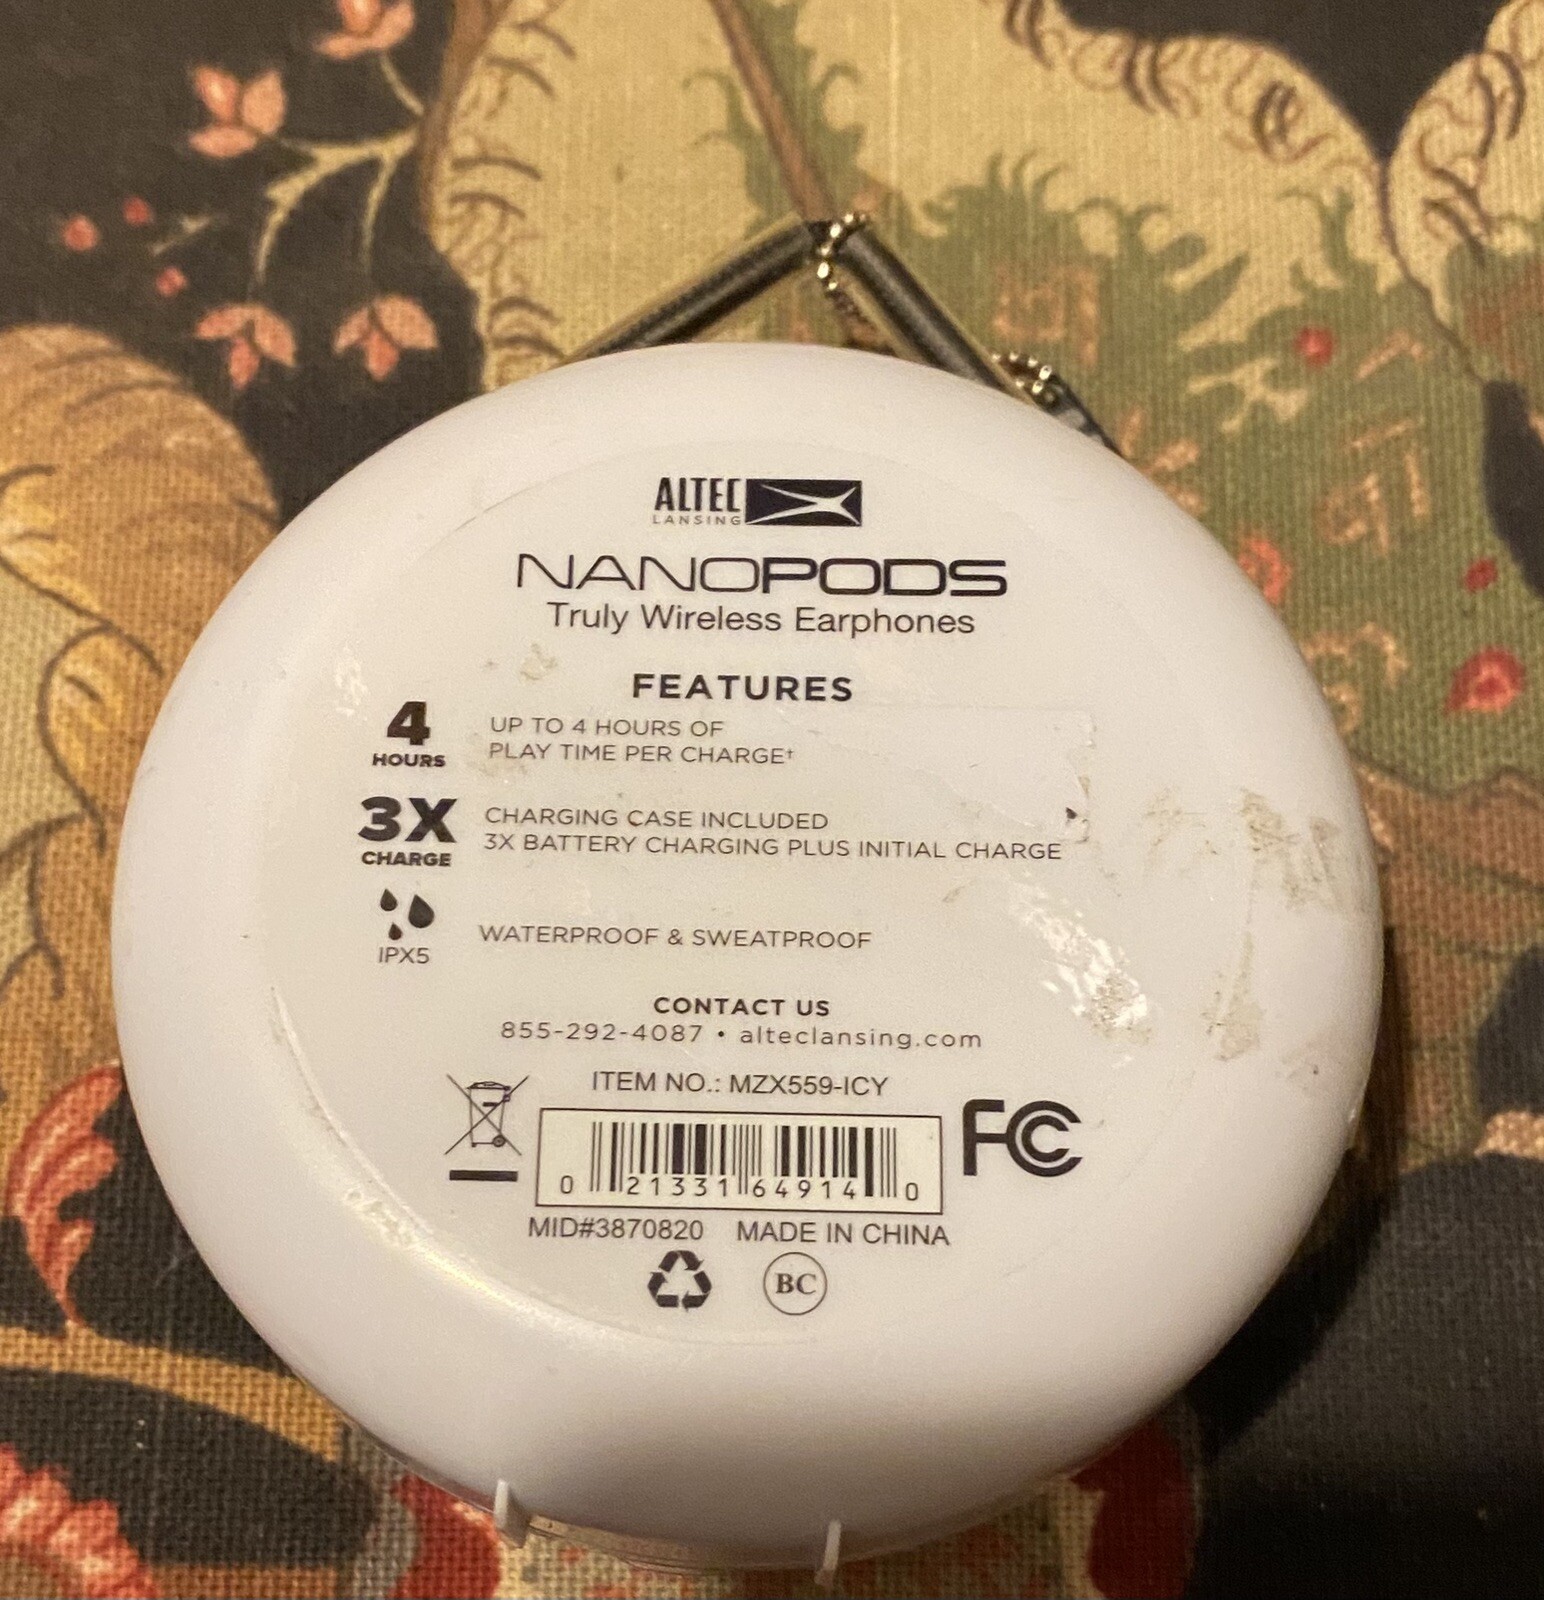 ALTEC
LANSING
NANOPODS
Truly Wireless Earphones
FEATURES
4
HOURS
UP TO 4 HOURS OF
PLAY TIME PER CHARGE†
3X
CHARGE
CHARGING CASE INCLUDED
3X BATTERY CHARGING PLUS INITIAL CHARGE
IPX5
WATERPROOF & SWEATPROOF
CONTACT US
855-292-4087 • alteclansing.com
ITEM NO.: MZX559-ICY
FC
0 21331 64914 0
MID#3870820 MADE IN CHINA
BC